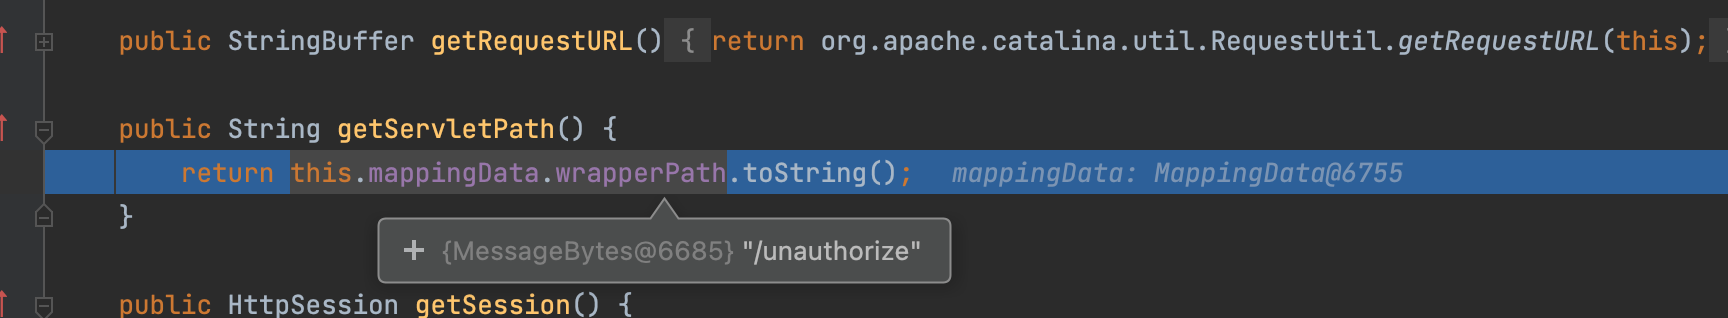 public StringBuffer getRequestURL() { return org.apache.catalina.util.RequestUtil.getRequestURL(this);
public String getServletPath() {
return this.mappingData.wrapperPath.toString(); mappingData: MappingData@6755
}
+ {MessageBytes@6685} "/unauthorize"
public HttpSession getSession() {